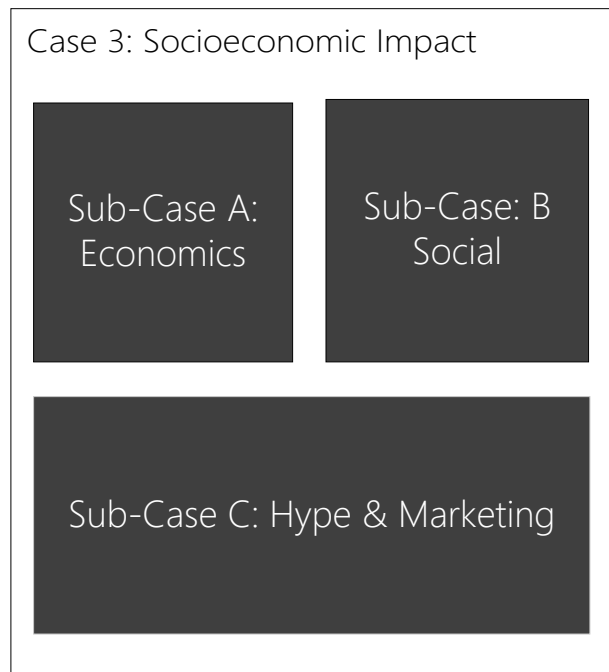 Case 3: Socioeconomic Impact
Sub-Case A:
Economics
Sub-Case: B
Social
Sub-Case C: Hype & Marketing